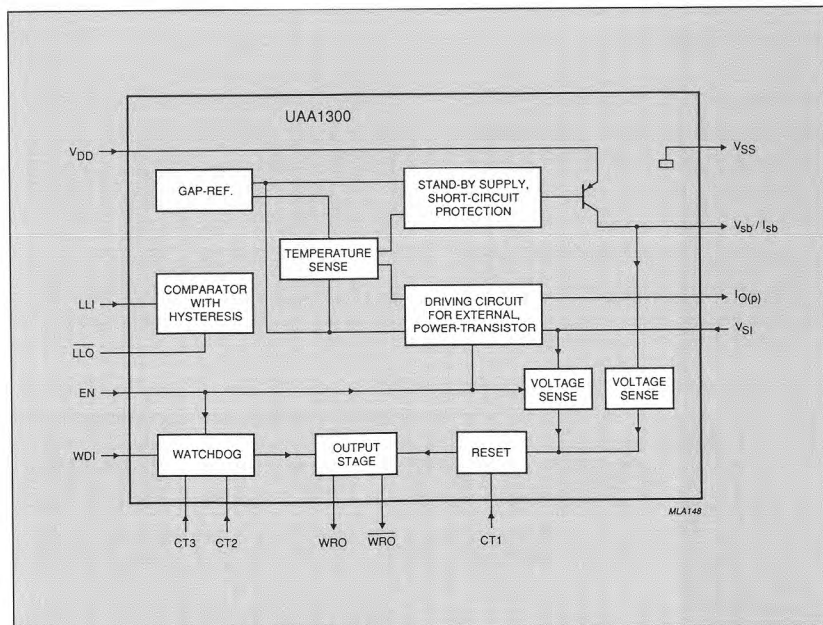 UAA1300
V_DD
V_SS
GAP-REF.
STAND-BY SUPPLY,
SHORT-CIRCUIT
PROTECTION
V_sb / I_sb
TEMPERATURE
SENSE
COMPARATOR
WITH
HYSTERESIS
DRIVING CIRCUIT
FOR EXTERNAL,
POWER-TRANSISTOR
I_O(p)
LLI
V_SI
L̅L̅O̅
EN
VOLTAGE
SENSE
VOLTAGE
SENSE
WDI
WATCHDOG
OUTPUT
STAGE
RESET
MLA148
CT3
CT2
WRO
W̅R̅O̅
CT1